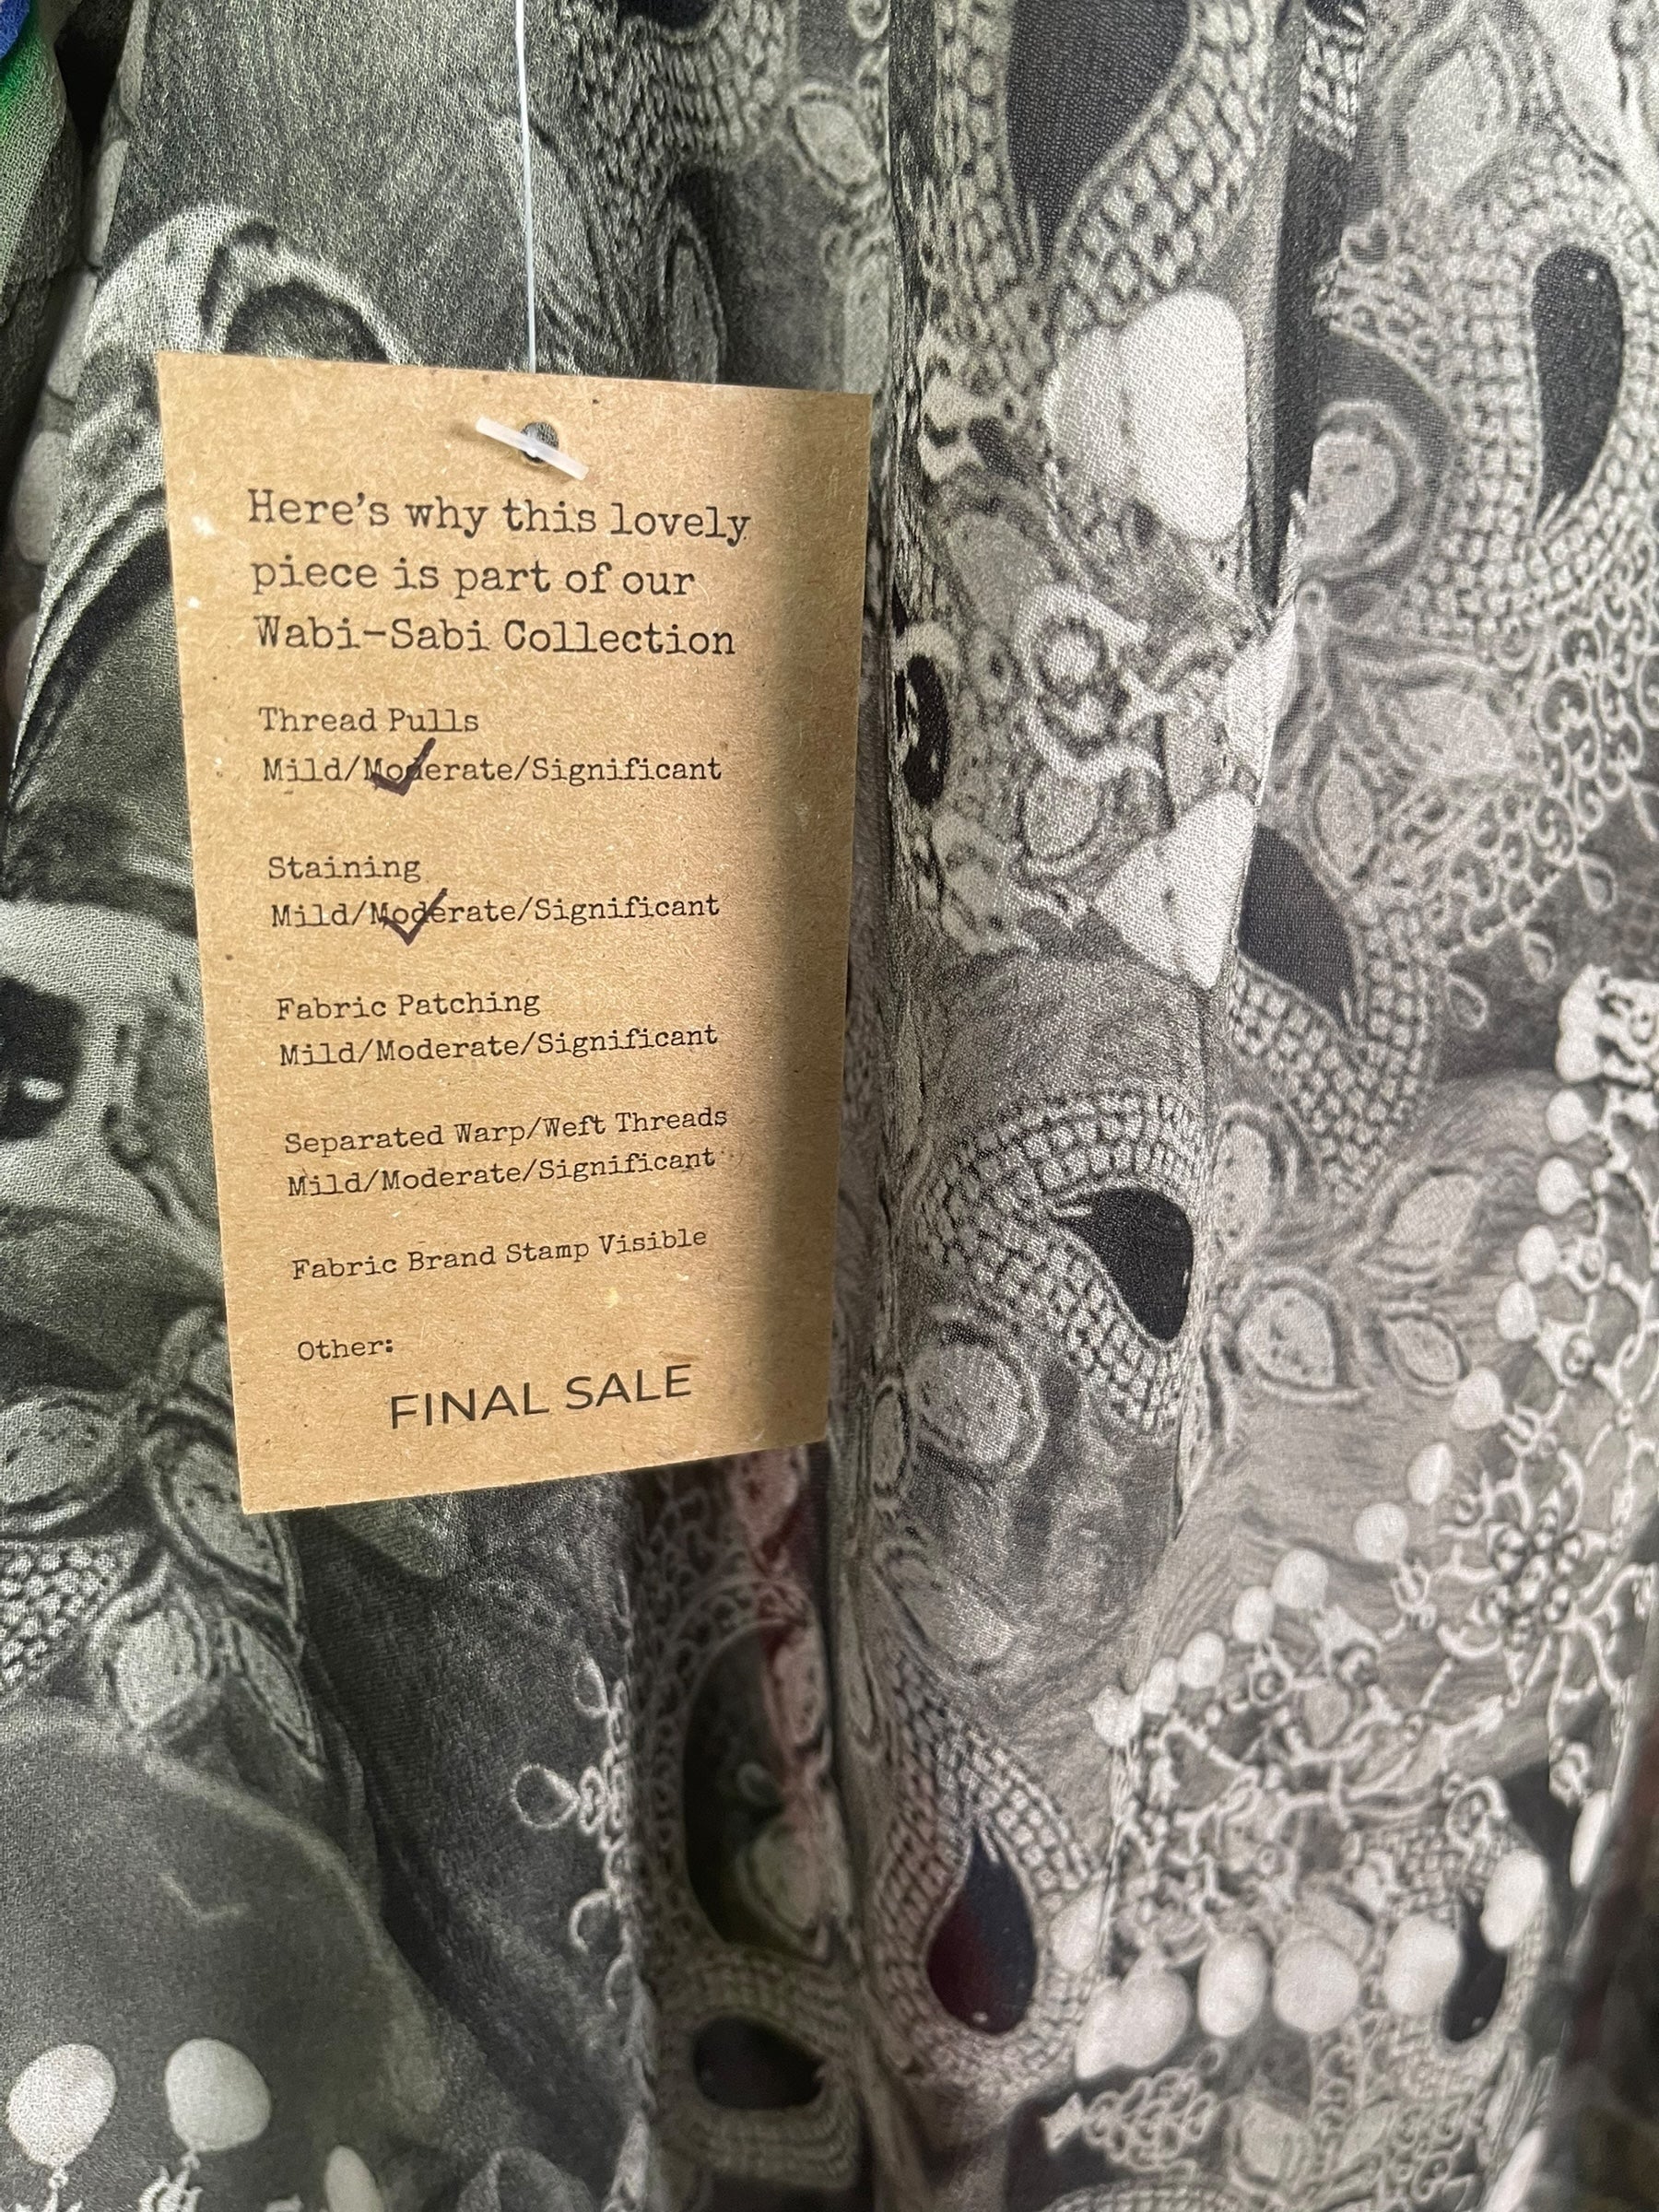 Here's why this lovely
piece is part of our
Wabi-Sabi Collection
Thread Pulls
Mild/Moderate/Significant
Staining
Mild/Moderate/Significant
Fabric Patching
Mild/Moderate/Significant
Separated Warp/Weft Threads
Mild/Moderate/Significant
Fabric Brand Stamp Visible
Other:
FINAL SALE